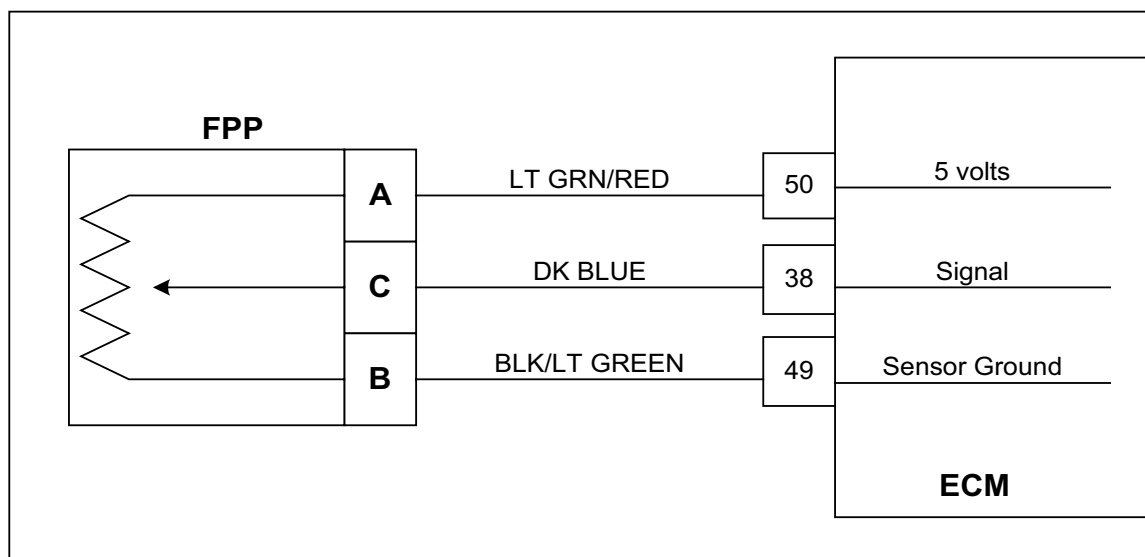 FPP
A
LT GRN/RED
50
5 volts
C
DK BLUE
38
Signal
B
BLK/LT GREEN
49
Sensor Ground
ECM